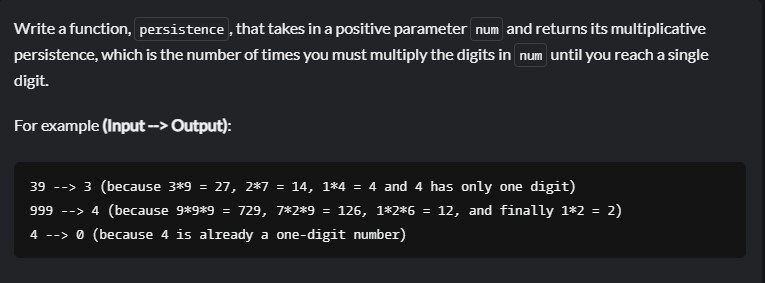 Write a function, persistence, that takes in a positive parameter num and returns its multiplicative
persistence, which is the number of times you must multiply the digits in num until you reach a single
digit.
For example (Input --> Output):
39 --> 3 (because 3*9 = 27, 2*7 = 14, 1*4 = 4 and 4 has only one digit)
999 --> 4 (because 9*9*9 = 729, 7*2*9 = 126, 1*2*6 = 12, and finally 1*2 = 2)
4 --> 0 (because 4 is already a one-digit number)